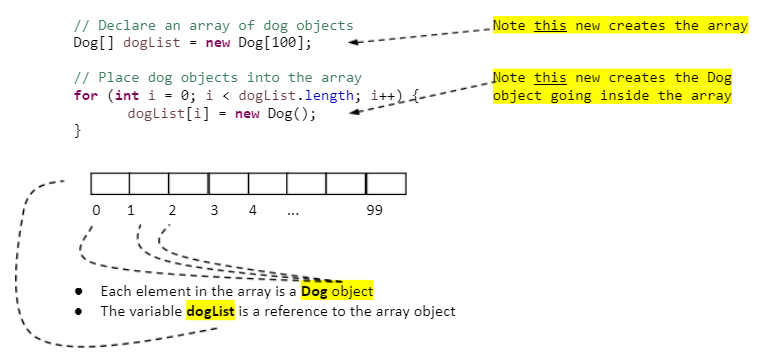 // Declare an array of dog objects
Dog[] dogList = new Dog[100];
Note this new creates the array
// Place dog objects into the array
for (int i = 0; i < dogList.length; i++) {
dogList[i] = new Dog();
}
Note this new creates the Dog
object going inside the array
0 1 2 3 4 ... 99
● Each element in the array is a Dog object
● The variable dogList is a reference to the array object